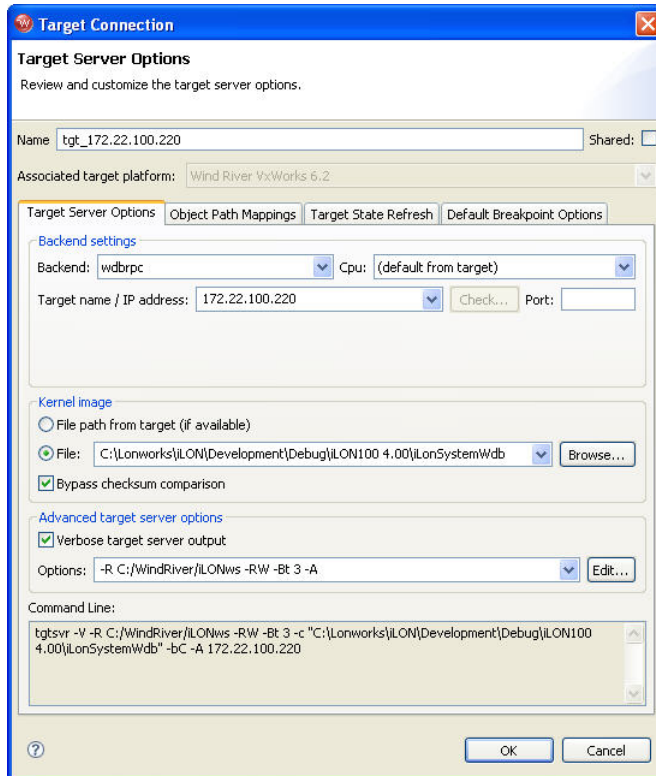 Target Connection
Target Server Options
Review and customize the target server options.
Name tgt_172.22.100.220 Shared:
Associated target platform: Wind River VxWorks 6.2
Target Server Options Object Path Mappings Target State Refresh Default Breakpoint Options
Backend settings
Backend: wdbrpc Cpu: (default from target)
Target name / IP address: 172.22.100.220 Check... Port:
Kernel image
File path from target (if available)
File: C:\Lonworks\iLON\Development\Debug\iLON100 4.00\iLonSystemWdb Browse...
Bypass checksum comparison
Advanced target server options
Verbose target server output
Options: -R C:/WindRiver/iLONws -RW -Bt 3 -A Edit...
Command Line:
tgtsvr -V -R C:/WindRiver/iLONws -RW -Bt 3 -c "C:\Lonworks\iLON\Development\Debug\iLON100
4.00\iLonSystemWdb" -bC -A 172.22.100.220
? OK Cancel